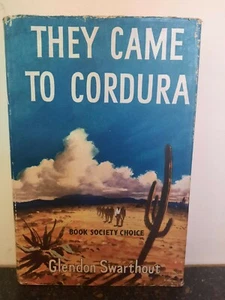 THEY CAME
TO CORDURA
BOOK SOCIETY CHOICE
Glendon Swarthout